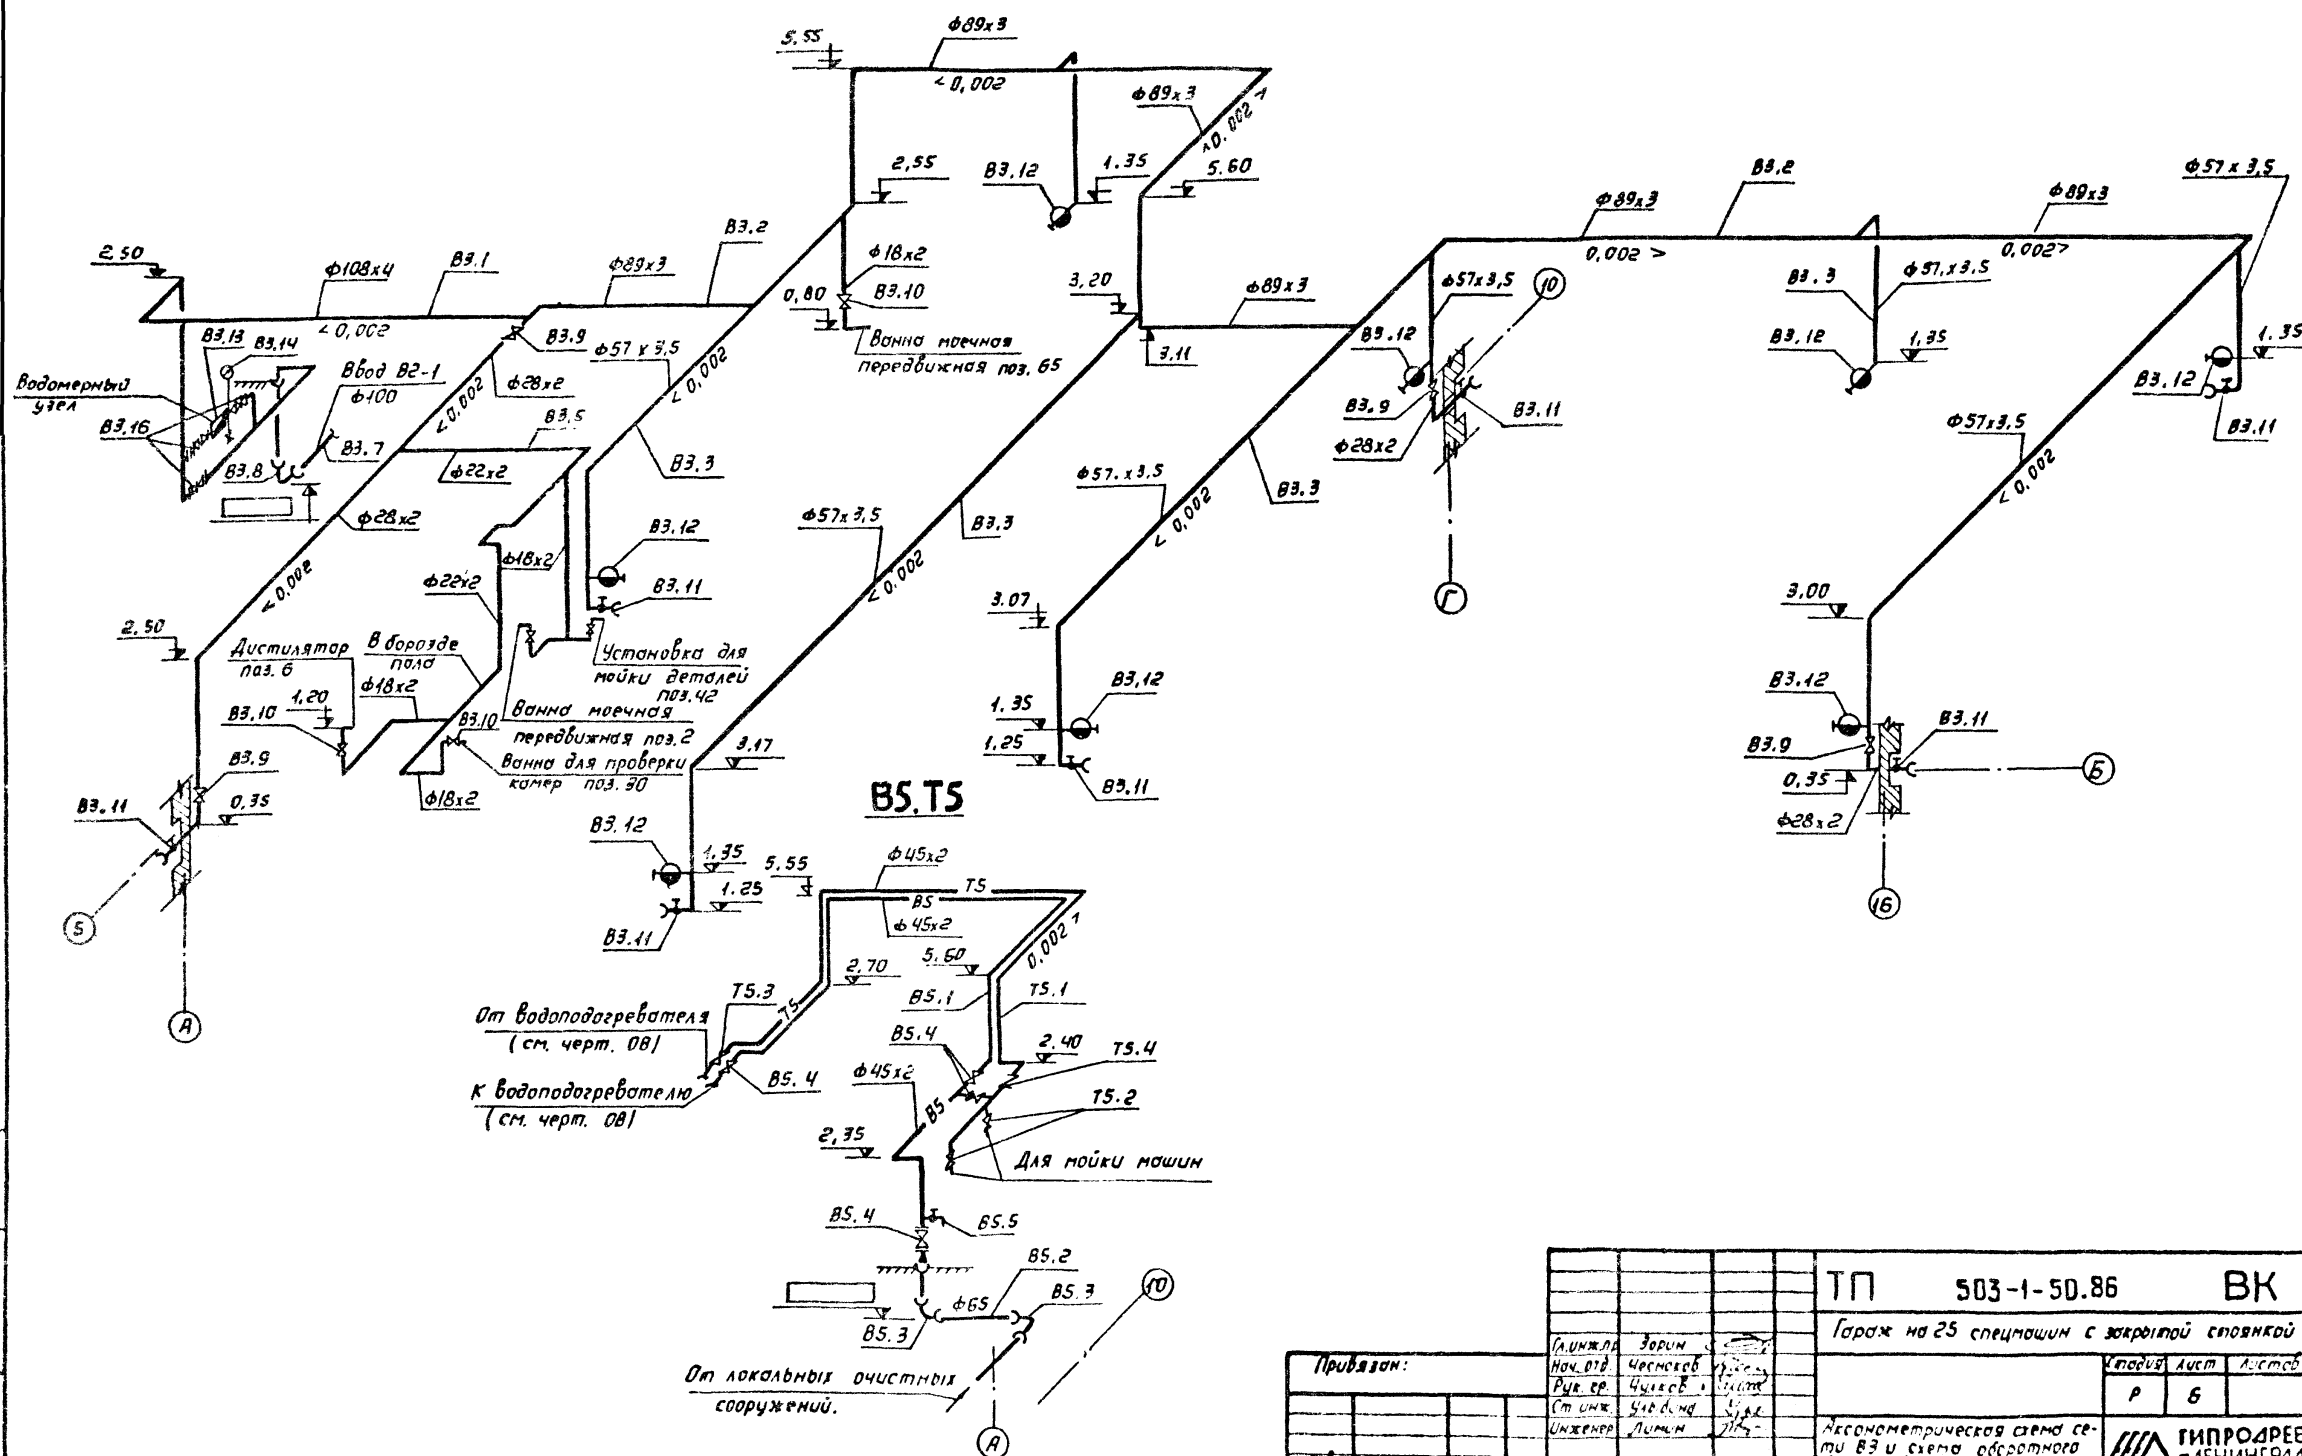 5,55
ф89х3
< 0,002
ф89х3
<0,002>
2,55
В3.12
1.35
5.60
В3.2
ф57х3,5
ф89х3
ф89х3
0,002 >
0,002>
2,50
ф108х4
В3.1
ф89х3
В3.2
ф18х2
В3.10
0,80
Ванна моечная
передвижная поз. 65
3,20
ф89х3
3,11
ф57х3,5
10
В3.3
ф57х3,5
< 0,002
В3.13
В3.14
В3.9
ф57х3,5
< 0,002
В3.12
В3.12
1,35
1.35
В3.12
В3.11
Водомерный
узел
Ввод В2-1
ф100
ф28х2
<0,002
В3.9
В3.11
ф28х2
В3.16
В3.5
ф57х3,5
< 0,002
В3.8
В3.7
ф22х2
В3.3
ф57х3,5
< 0,002
В3.3
ф28х2
< 0,002
ф57х3,5
< 0,002
В3.3
ф18х2
В3.12
ф22х2
В3.11
3.07
Г
3,00
2,50
Дистилятор
поз. 6
В борозде
пола
Установка для
мойки деталей
поз. 42
1,20
ф18х2
В3.10
В3.10
Ванна моечная
передвижная поз. 2
Ванна для проверки
камер поз. 30
В3,12
1.35
1.25
В3.11
В3.12
В3.11
В3.9
0,35
Б
ф28х2
16
В3.9
0,35
В3.11
ф18х2
3,17
В5.Т5
В3.12
1,35
1.25
В3.11
5
А
5.55
ф45х2
Т5
В5
ф45х2
0,002 >
2,70
5.60
В5.1
Т5.1
Т5.3
Т5
От водоподогревателя
(см. черт. ОВ)
К водоподогревателю
(см. черт. ОВ)
В5.4
В5.4
2.40
Т5.4
ф45х2
В5
Т5.2
2,35
Для мойки машин
В5.4
В5.5
В5.2
ф65
В5.3
В5.3
10
От локальных очистных
сооружений.
А
ТП 503-1-50.86 ВК
Гараж на 25 спецмашин с закрытой стоянкой
Привязан:
Гл.инж.пр Зорин
Нач. отд. Чесноков
Рук. гр. Чулков
Ст инж.
Инженер Лимин
Стадия Лист Листов
Р 6
Аксонометрическая схема се-
ти В3 и схема оборотного
ГИПРОДРЕВ